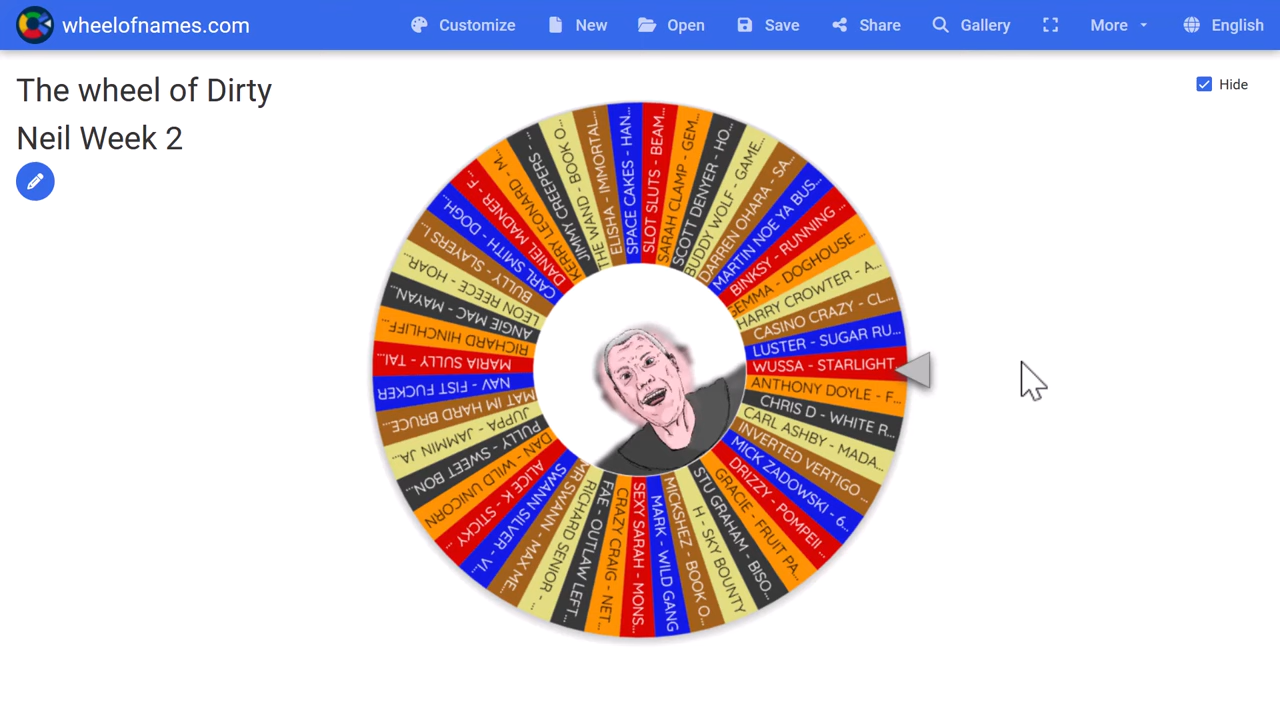 wheelofnames.com
Customize
New
Open
Save
Share
Gallery
More
English
The wheel of Dirty
Neil Week 2
Hide
SPACE CAKES - HAN...
SLOT SLUTS - BEAM...
SARAH CLAMP - GEM...
SCOTT DENYER - HO...
BUDDY WOLF - GAME...
DARREN OHARA - SA...
MARTIN NOE YA BUS...
BINKSY - RUNNING ...
GEMMA - DOGHOUSE ...
HARRY CROWTER - A...
CASINO CRAZY - CL...
LUSTER - SUGAR RU...
WUSSA - STARLIGHT...
ANTHONY DOYLE - F...
CHRIS D - WHITE R...
CARL ASHBY - MADA...
INVERTED VERTIGO ...
MICK ZADOWSKI - 6...
DRIZZY - POMPEII ...
GRACIE - FRUIT PA...
STU GRAHAM - BISO...
H - SKY BOUNTY
MICKSHEZ - BOOK O...
MARK - WILD GANG
SEXY SARAH - MONS...
CRAZY CRAIG - NET...
FAE - OUTLAW LEFT...
RICHARD SENIOR - ...
MR SWANN - MAX ME...
SWANN SILVER - VI...
ALICE K - STICKY ...
DAN - WILD UNICORN
PULLY - SWEET BON...
JUPPA - JAMMIN JA...
MAT IM HARD BRUCE...
NAV - FIST FUCKER
MARIA SULLY - TAI...
RICHARD HINCHLIFF...
ANGIE MAC - MAYAN...
LEON REECE - HOAR...
BULLY - SLAYERS I...
CARL SMITH - DOGH...
DANIEL MADNER - F...
KERRY LEONARD - M...
JIMMY CREEPERS - ...
THE WAND - BOOK O...
ELISHA - IMMORTAL...